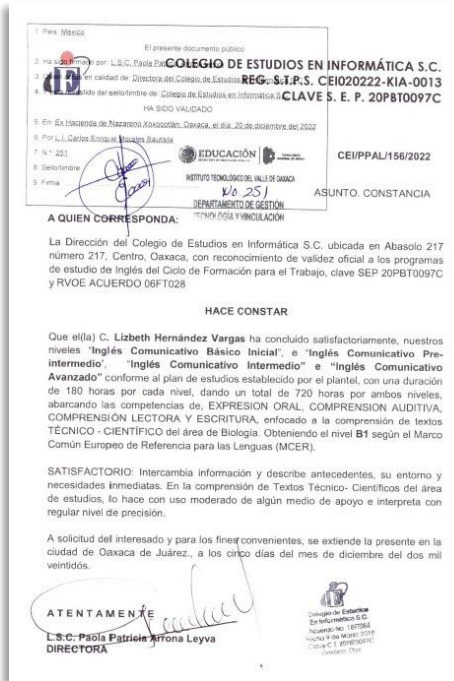 1. País: México
El presente documento público
2. Ha sido firmado por: L.S.C. Paola
COLEGIO DE ESTUDIOS EN INFORMÁTICA S.C.
3. en calidad de: Directora del Colegio de Estudios
REG. S.T.P.S. CEI020222-KIA-0013
4. del sello/timbre de: Colegio de Estudios en Informática S.C.
CLAVE S. E. P. 20PBT0097C
HA SIDO VALIDADO
5. En: Ex Hacienda de Nazareno Xoxocotlán, Oaxaca, el día: 20 de diciembre del 2022
6. Por: L.I. Carlos Enrique Morales Bautista
7. N.º 251
8. Sello/timbre
9. Firma
EDUCACIÓN
INSTITUTO TECNOLÓGICO DEL VALLE DE OAXACA
No 251
DEPARTAMENTO DE GESTIÓN
TECNOLOGÍA Y VINCULACIÓN
CEI/PPAL/156/2022
ASUNTO. CONSTANCIA
A QUIEN CORRESPONDA:
La Dirección del Colegio de Estudios en Informática S.C. ubicada en Abasolo 217
número 217, Centro, Oaxaca, con reconocimiento de validez oficial a los programas
de estudio de Inglés del Ciclo de Formación para el Trabajo, clave SEP 20PBT0097C
y RVOE ACUERDO 06FT028
HACE CONSTAR
Que el(la) C. Lizbeth Hernández Vargas ha concluido satisfactoriamente, nuestros
niveles "Inglés Comunicativo Básico Inicial", e "Inglés Comunicativo Pre-
intermedio", "Inglés Comunicativo Intermedio" e "Inglés Comunicativo
Avanzado" conforme al plan de estudios establecido por el plantel, con una duración
de 180 horas por cada nivel, dando un total de 720 horas por ambos niveles,
abarcando las competencias de, EXPRESION ORAL, COMPRENSION AUDITIVA,
COMPRENSIÓN LECTORA Y ESCRITURA, enfocado a la comprensión de textos
TÉCNICO - CIENTÍFICO del área de Biología. Obteniendo el nivel B1 según el Marco
Común Europeo de Referencia para las Lenguas (MCER).
SATISFACTORIO: Intercambia información y describe antecedentes, su entorno y
necesidades inmediatas. En la comprensión de Textos Técnico- Científicos del área
de estudios, lo hace con uso moderado de algún medio de apoyo e interpreta con
regular nivel de precisión.
A solicitud del interesado y para los fines convenientes, se extiende la presente en la
ciudad de Oaxaca de Juárez., a los cinco días del mes de diciembre del dos mil
veintidós.
ATENTAMENTE
L.S.C. Paola Patricia Arrona Leyva
DIRECTORA
Colegio de Estudios
En Informática S.C.
Acuerdo No.
Fecha 9 de Marzo
Clave C.T. 20PBT0097C
Oaxaca, Oax.